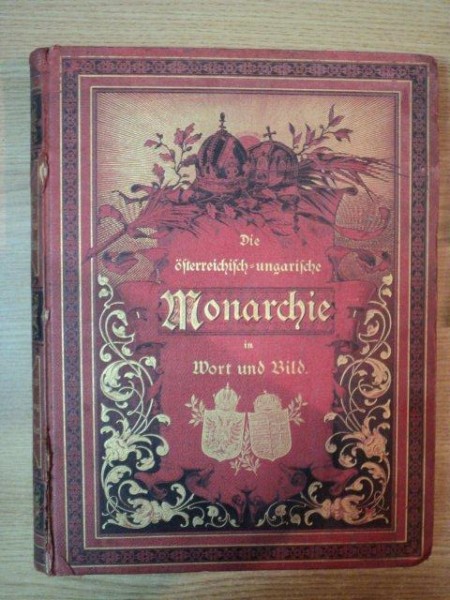 Die
österreichisch-ungarische
Monarchie
in
Wort und Bild.